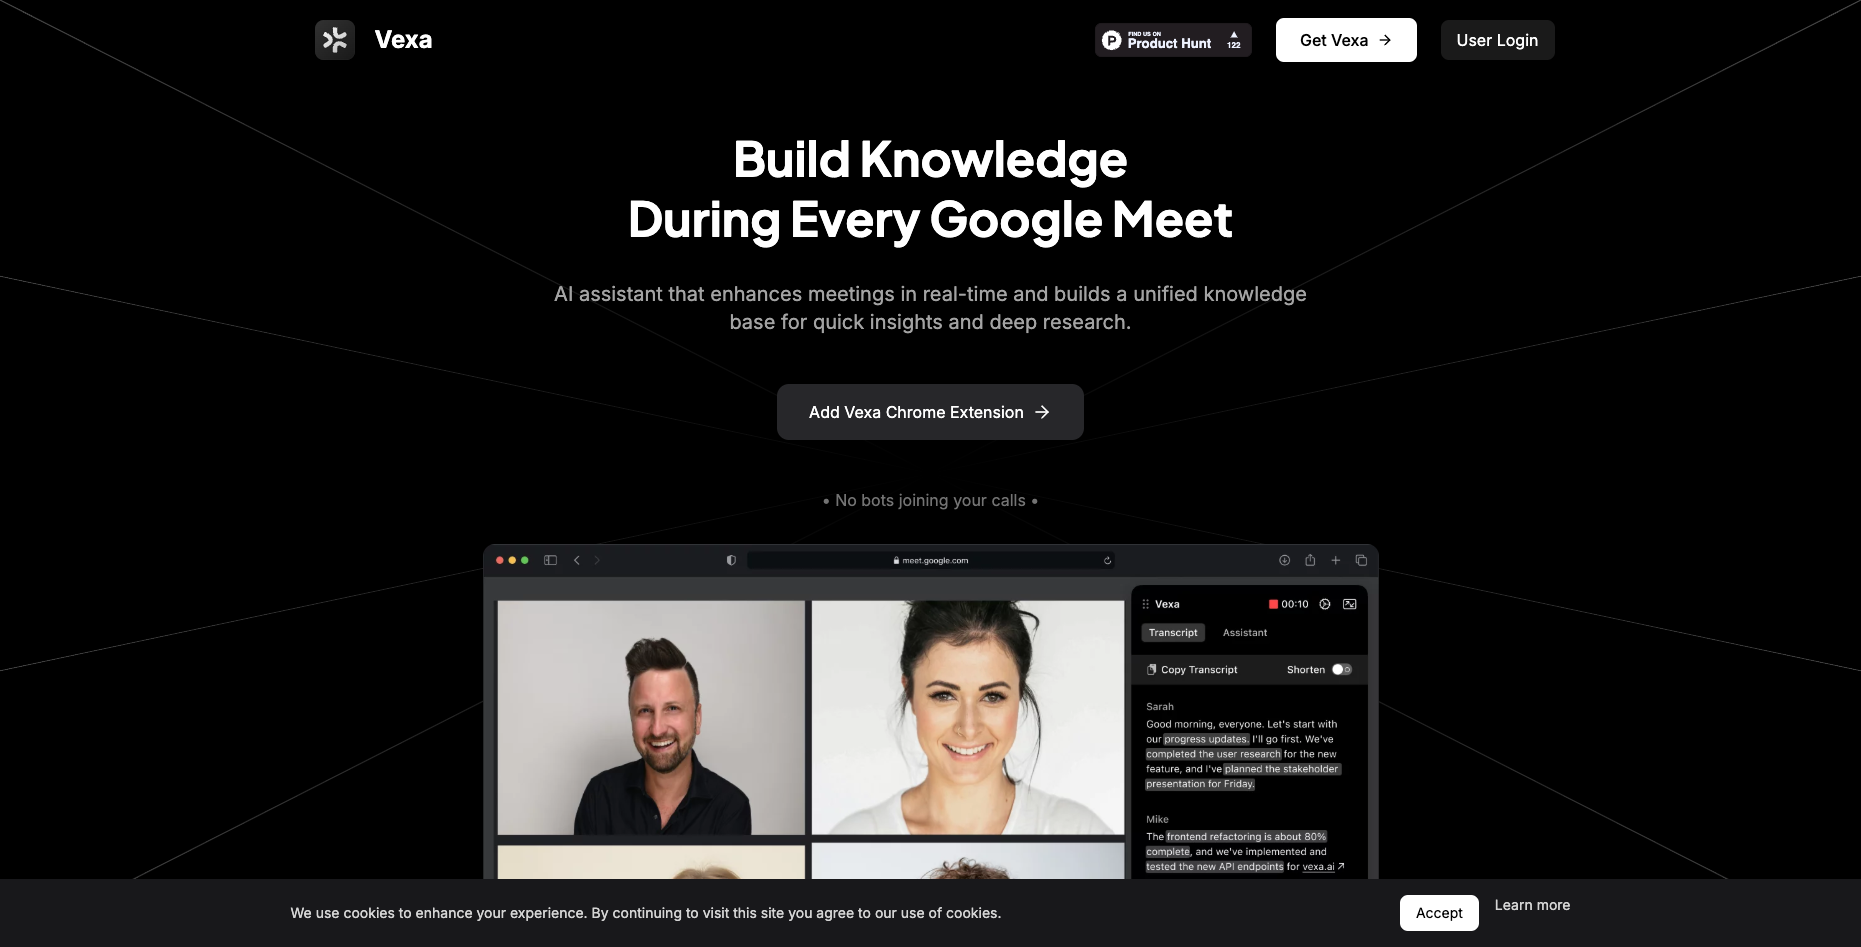 Vexa
FIND US ON
Product Hunt
122
Get Vexa
User Login
Build Knowledge
During Every Google Meet
AI assistant that enhances meetings in real-time and builds a unified knowledge
base for quick insights and deep research.
Add Vexa Chrome Extension
• No bots joining your calls •
meet.google.com
Vexa
00:10
Transcript
Assistant
Copy Transcript
Shorten
Sarah
Good morning, everyone. Let's start with
our progress updates. I'll go first. We've
completed the user research for the new
feature, and I've planned the stakeholder
presentation for Friday.
Mike
The frontend refactoring is about 80%
complete, and we've implemented and
tested the new API endpoints for vexa.ai
We use cookies to enhance your experience. By continuing to visit this site you agree to our use of cookies.
Accept
Learn more